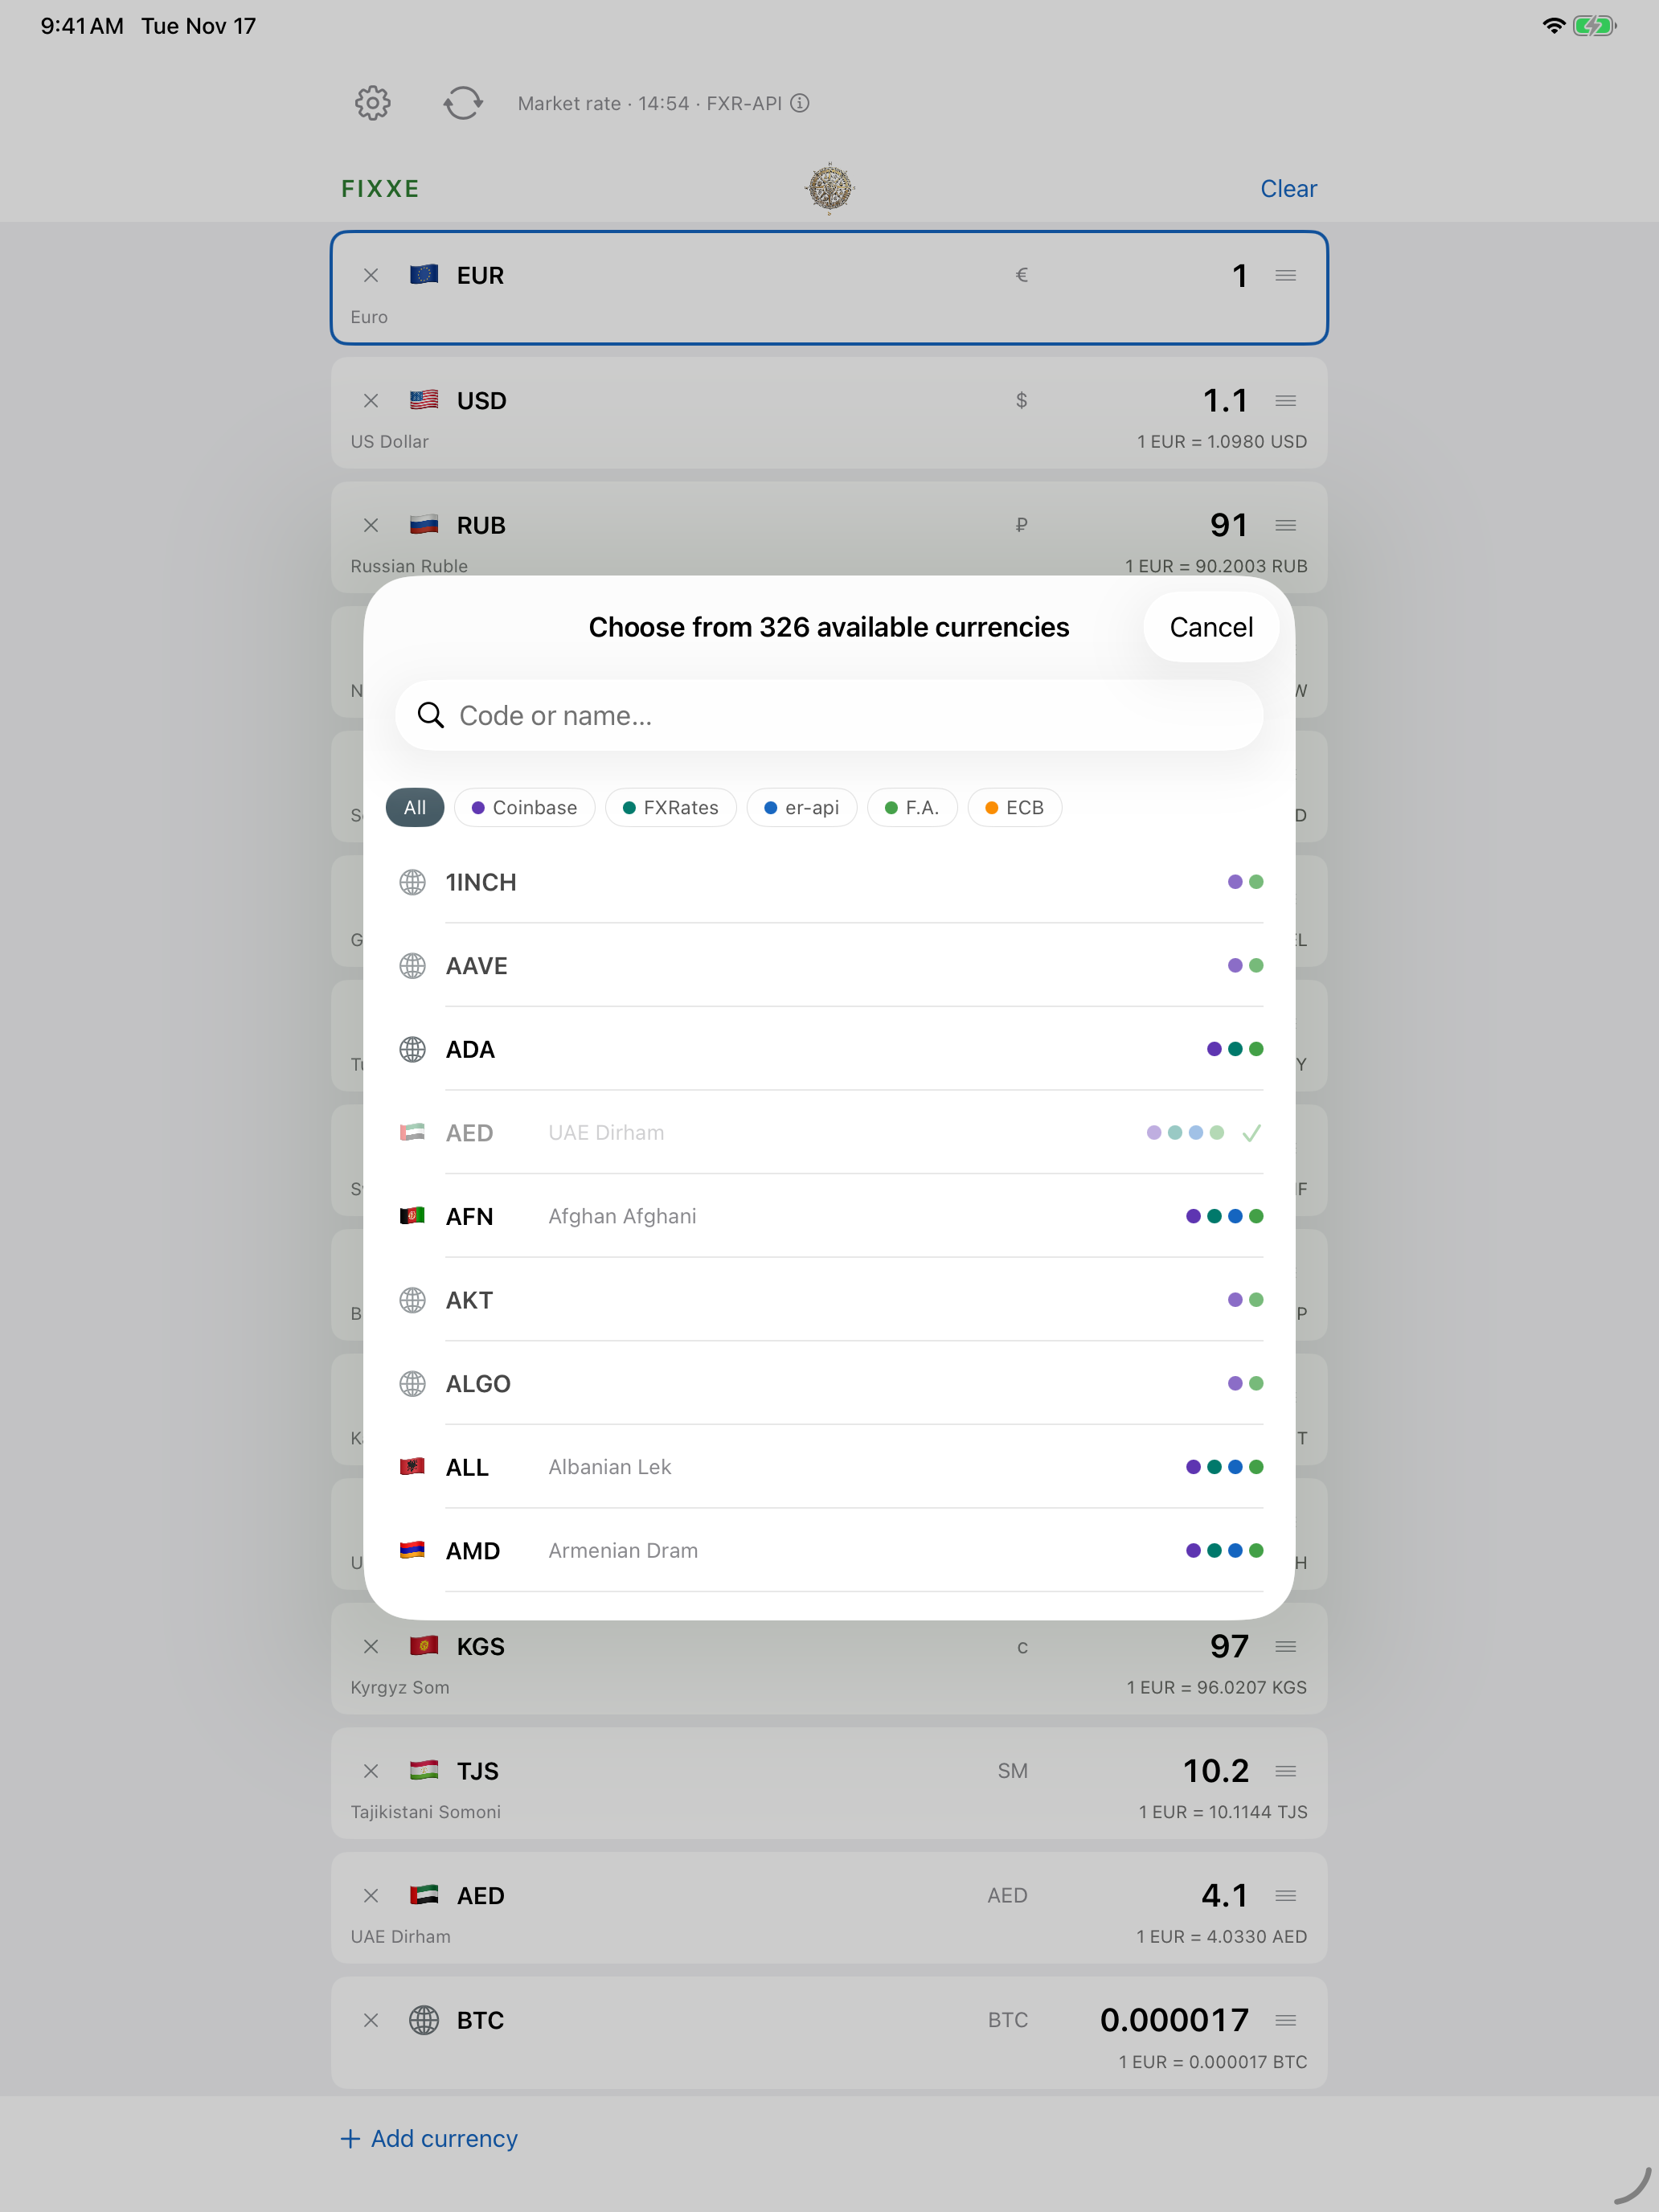 9:41 AM Tue Nov 17
Market rate · 14:54 · FXR-API
FIXXE
Clear
EUR € 1
Euro
USD $ 1.1
US Dollar 1 EUR = 1.0980 USD
RUB ₽ 91
Russian Ruble 1 EUR = 90.2003 RUB
Choose from 326 available currencies
Cancel
Code or name...
All Coinbase FXRates er-api F.A. ECB
1INCH
AAVE
ADA
AED UAE Dirham
AFN Afghan Afghani
AKT
ALGO
ALL Albanian Lek
AMD Armenian Dram
KGS с 97
Kyrgyz Som 1 EUR = 96.0207 KGS
TJS SM 10.2
Tajikistani Somoni 1 EUR = 10.1144 TJS
AED AED 4.1
UAE Dirham 1 EUR = 4.0330 AED
BTC BTC 0.000017
1 EUR = 0.000017 BTC
+ Add currency